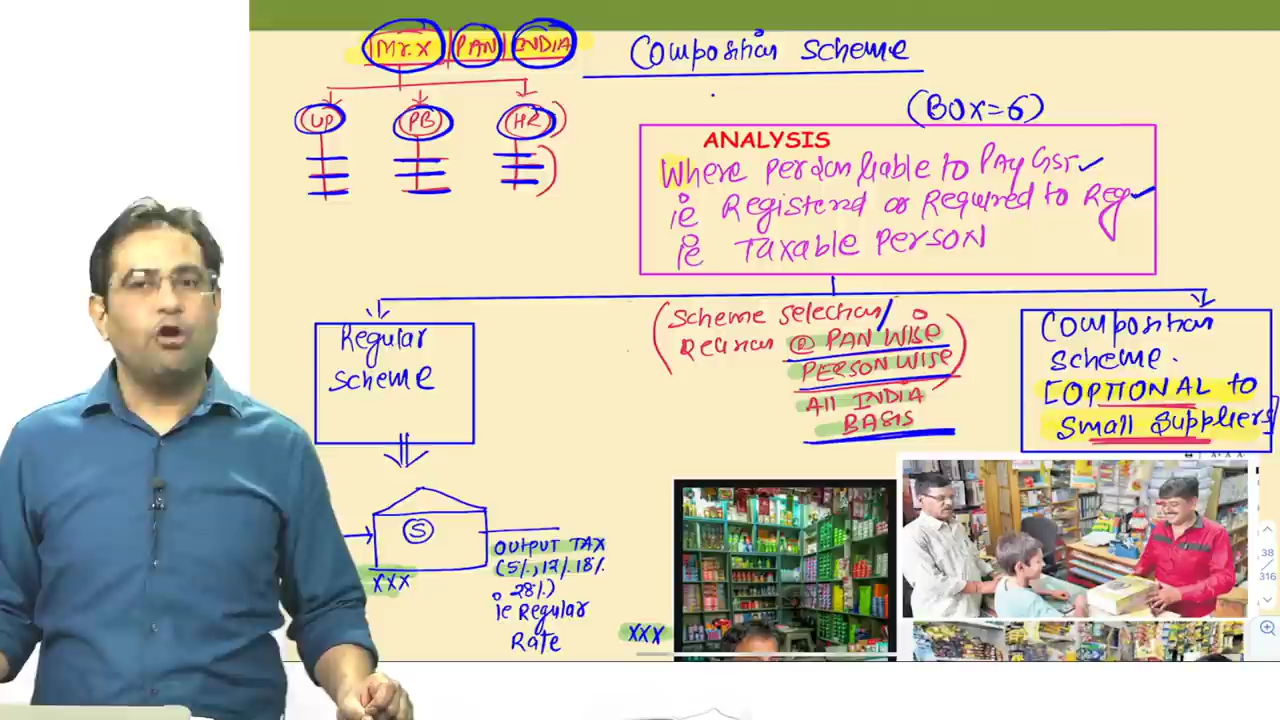 Mr.X PAN INDIA
Composition Scheme
UP PB HR
(BOX=6)
ANALYSIS
Where person liable to Pay GST
ie Registered or Required to Reg
ie Taxable Person
Regular
Scheme
(Scheme Selection/
@ PAN WISE
PERSON WISE)
All INDIA
BASIS
Composition
Scheme.
[OPTIONAL to
Small Suppliers]
S
XXX
OUTPUT TAX
(5%, 12%, 18%.
28%)
ie Regular
Rate
XXX
38
316